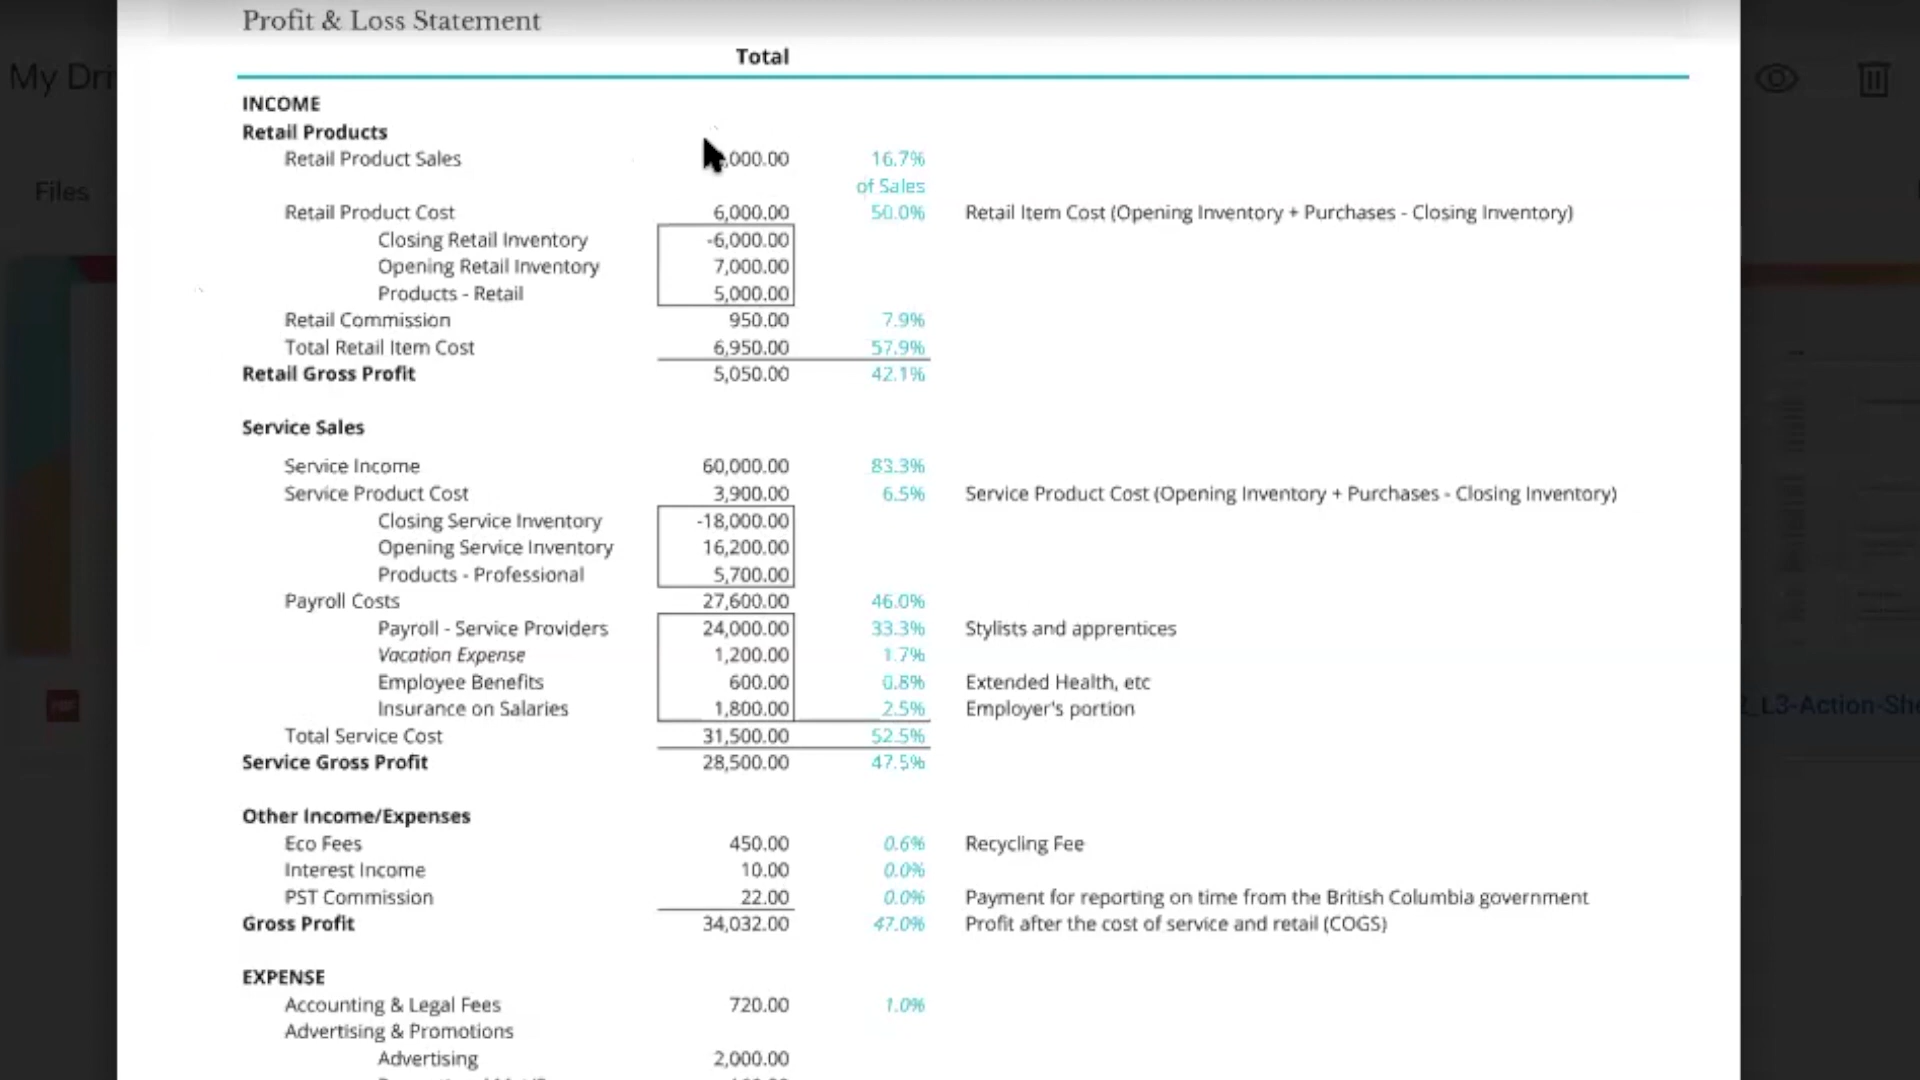 Profit & Loss Statement
Total
My Dri
INCOME
Retail Products
Retail Product Sales ,000.00 16.7%
of Sales
Files
Retail Product Cost 6,000.00 50.0% Retail Item Cost (Opening Inventory + Purchases - Closing Inventory)
Closing Retail Inventory -6,000.00
Opening Retail Inventory 7,000.00
Products - Retail 5,000.00
Retail Commission 950.00 7.9%
Total Retail Item Cost 6,950.00 57.9%
Retail Gross Profit 5,050.00 42.1%
Service Sales
Service Income 60,000.00 83.3%
Service Product Cost 3,900.00 6.5% Service Product Cost (Opening Inventory + Purchases - Closing Inventory)
Closing Service Inventory -18,000.00
Opening Service Inventory 16,200.00
Products - Professional 5,700.00
Payroll Costs 27,600.00 46.0%
Payroll - Service Providers 24,000.00 33.3% Stylists and apprentices
Vacation Expense 1,200.00 1.7%
Employee Benefits 600.00 0.8% Extended Health, etc
Insurance on Salaries 1,800.00 2.5% Employer's portion
_L3-Action-She
Total Service Cost 31,500.00 52.5%
Service Gross Profit 28,500.00 47.5%
Other Income/Expenses
Eco Fees 450.00 0.6% Recycling Fee
Interest Income 10.00 0.0%
PST Commission 22.00 0.0% Payment for reporting on time from the British Columbia government
Gross Profit 34,032.00 47.0% Profit after the cost of service and retail (COGS)
EXPENSE
Accounting & Legal Fees 720.00 1.0%
Advertising & Promotions
Advertising 2,000.00